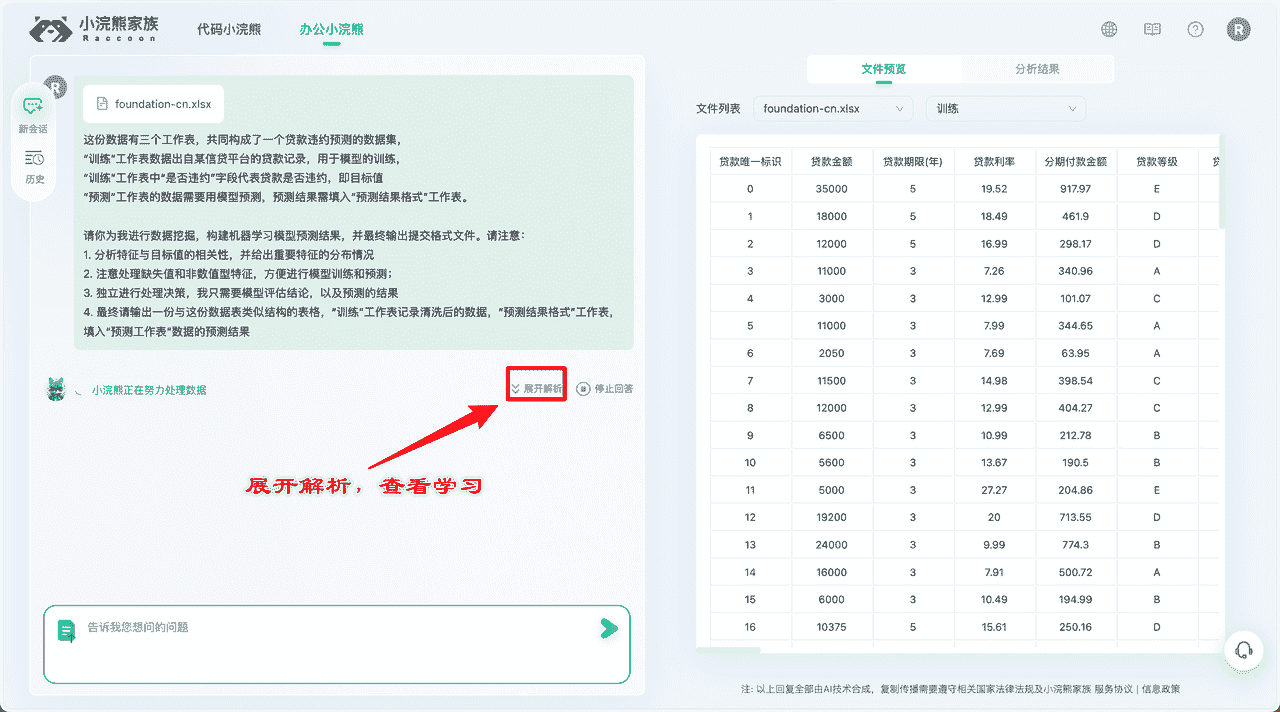 小浣熊家族
Raccoon
代码小浣熊
办公小浣熊
R
新会话
历史
R
foundation-cn.xlsx
这份数据有三个工作表，共同构成了一个贷款违约预测的数据集，
“训练”工作表数据出自某信贷平台的贷款记录，用于模型的训练，
“训练”工作表中“是否违约”字段代表贷款是否违约，即目标值
“预测”工作表的数据需要用模型预测，预测结果需填入“预测结果格式”工作表。
请你为我进行数据挖掘，构建机器学习模型预测结果，并最终输出提交格式文件。请注意：
1. 分析特征与目标值的相关性，并给出重要特征的分布情况
2. 注意处理缺失值和非数值型特征，方便进行模型训练和预测；
3. 独立进行处理决策，我只需要模型评估结论，以及预测的结果
4. 最终请输出一份与这份数据表类似结构的表格，“训练”工作表记录清洗后的数据，“预测结果格式”工作表，
填入“预测工作表”数据的预测结果
小浣熊正在努力处理数据
展开解析
停止回答
展开解析，查看学习
告诉我您想问的问题
文件预览
分析结果
文件列表
foundation-cn.xlsx
训练
贷款唯一标识 贷款金额 贷款期限(年) 贷款利率 分期付款金额 贷款等级
0 35000 5 19.52 917.97 E
1 18000 5 18.49 461.9 D
2 12000 5 16.99 298.17 D
3 11000 3 7.26 340.96 A
4 3000 3 12.99 101.07 C
5 11000 3 7.99 344.65 A
6 2050 3 7.69 63.95 A
7 11500 3 14.98 398.54 C
8 12000 3 12.99 404.27 C
9 6500 3 10.99 212.78 B
10 5600 3 13.67 190.5 B
11 5000 3 27.27 204.86 E
12 19200 3 20 713.55 D
13 24000 3 9.99 774.3 B
14 16000 3 7.91 500.72 A
15 6000 3 10.49 194.99 B
16 10375 5 15.61 250.16 D
注: 以上回复全部由AI技术合成，复制传播需要遵守相关国家法律法规及小浣熊家族 服务协议 | 信息政策